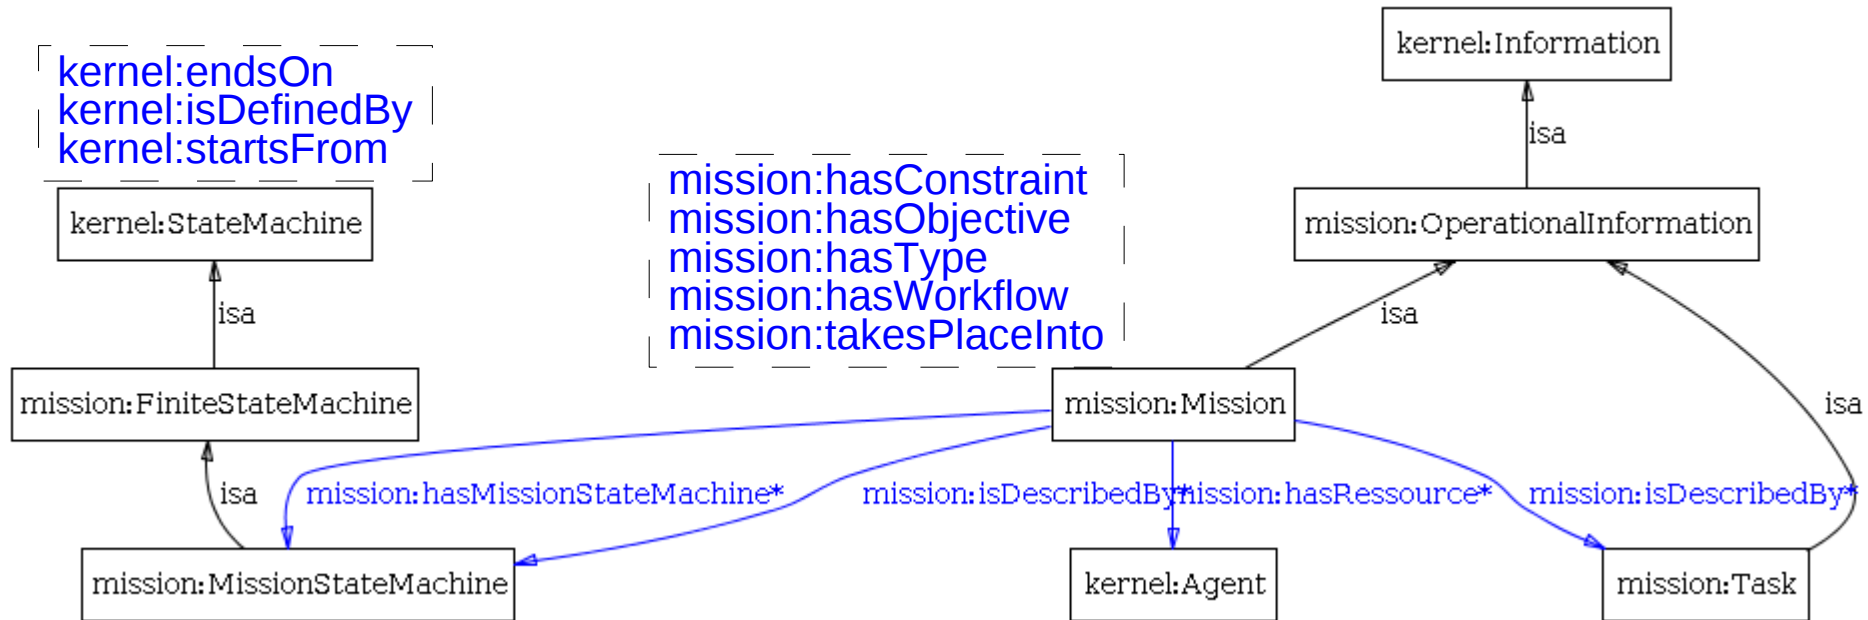 kernel:Information
kernel:endsOn
kernel:isDefinedBy
kernel:startsFrom
isa
mission:hasConstraint
mission:hasObjective
mission:hasType
mission:hasWorkflow
mission:takesPlaceInto
kernel:StateMachine
mission:OperationalInformation
isa
isa
mission:FiniteStateMachine
mission:Mission
isa
isa
mission:hasMissionStateMachine*
mission:isDescribedBy*
mission:hasRessource*
mission:isDescribedBy*
mission:MissionStateMachine
kernel:Agent
mission:Task